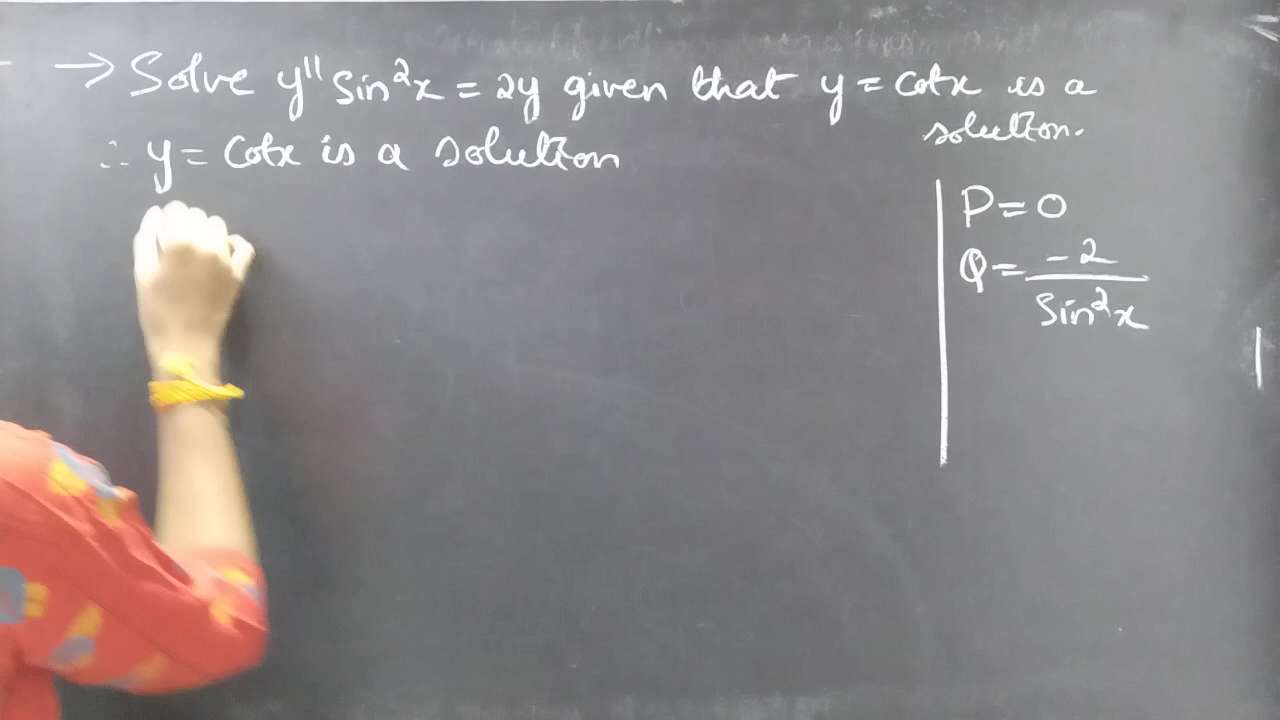 → Solve y'' sin²x = 2y given that y = cotx is a
solution.
∴ y = cotx is a solution
P = 0
Q = -2 / sin²x